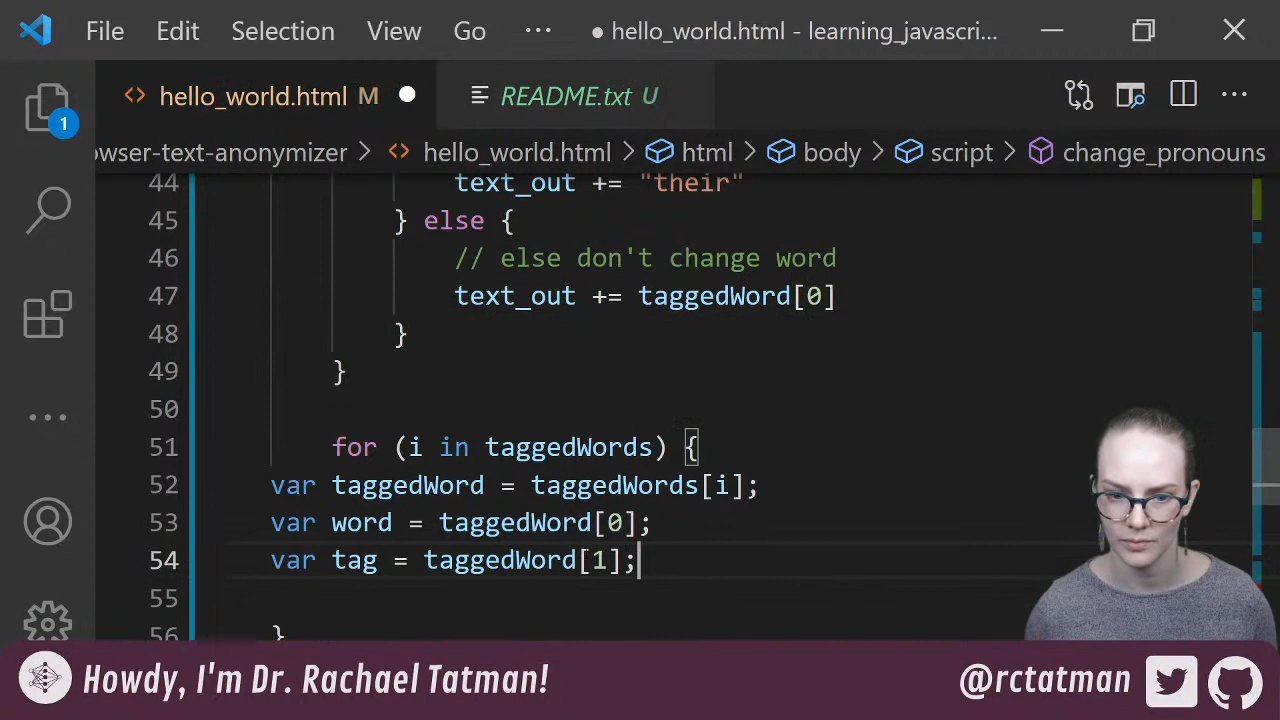 File Edit Selection View Go ··· ● hello_world.html - learning_javascri...
hello_world.html M README.txt U
1
owser-text-anonymizer > hello_world.html > html > body > script > change_pronouns
44 text_out += "their"
45 } else {
46 // else don't change word
47 text_out += taggedWord[0]
48 }
49 }
50
51 for (i in taggedWords) {
52 var taggedWord = taggedWords[i];
53 var word = taggedWord[0];
54 var tag = taggedWord[1];
55
56 }
Howdy, I'm Dr. Rachael Tatman! @rctatman